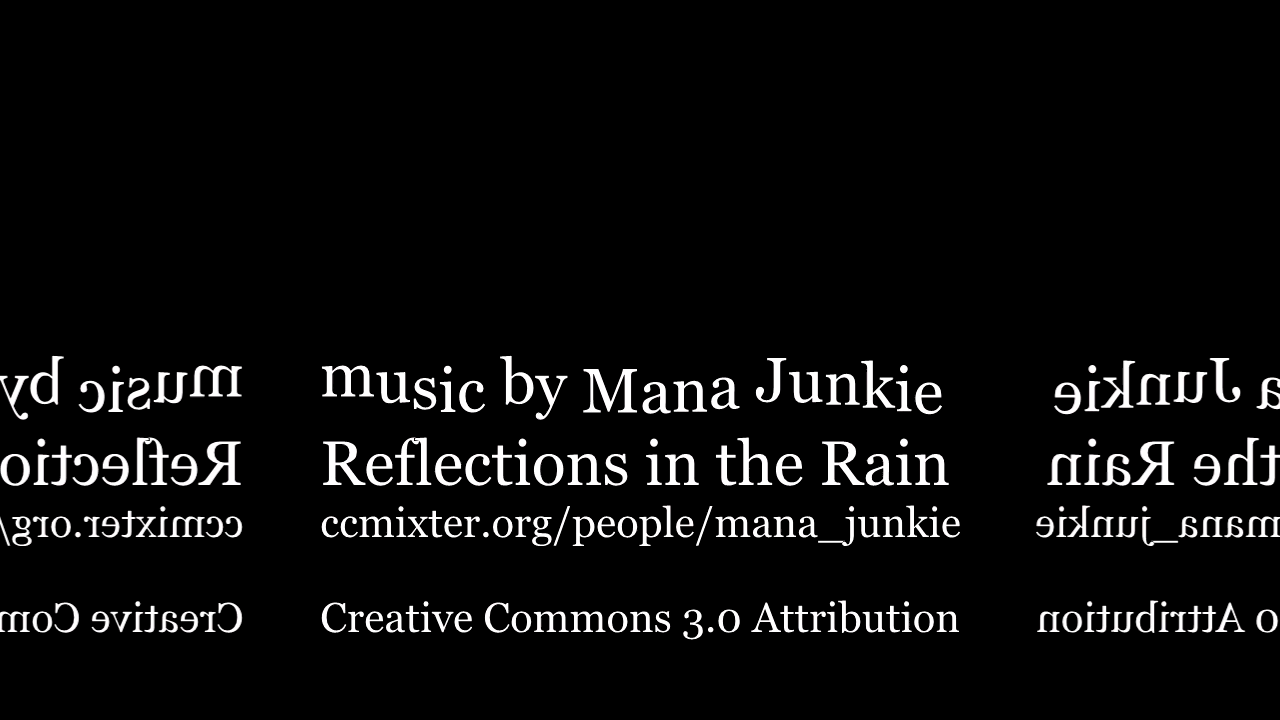 music by Mana Junkie
Reflections in the Rain
ccmixter.org/people/mana_junkie
Creative Commons 3.0 Attribution